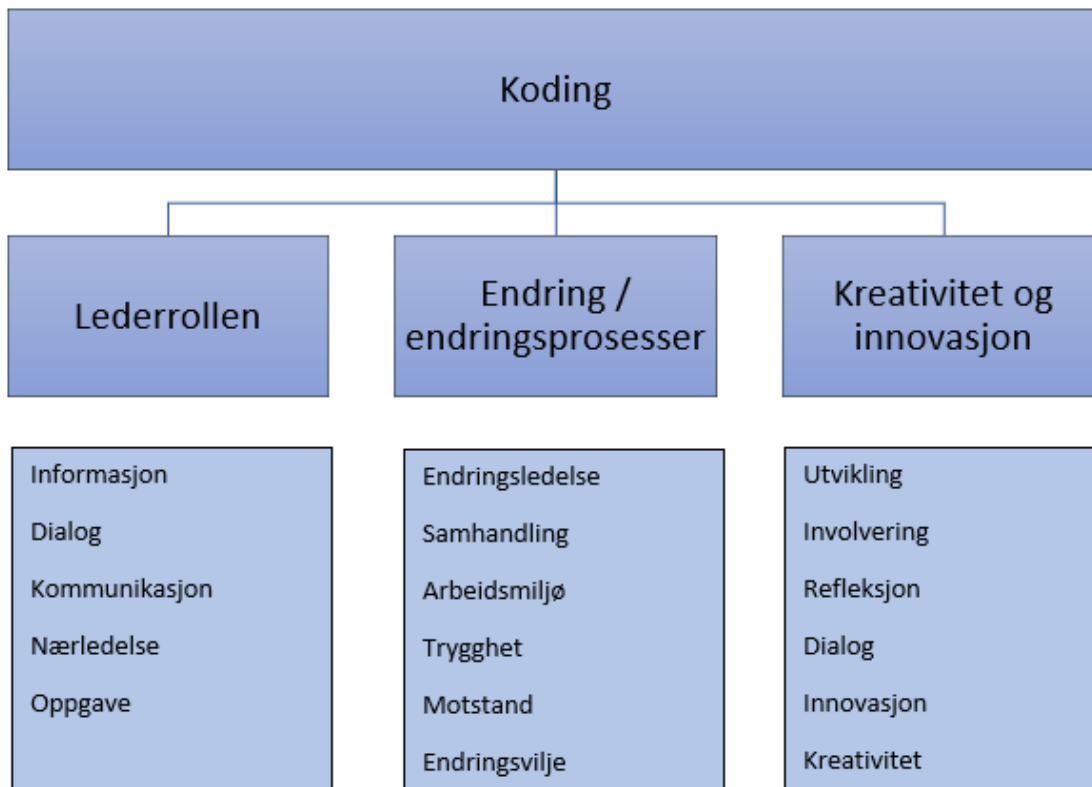 Koding
Lederrollen
Endring /
endringsprosesser
Kreativitet og
innovasjon
Informasjon
Dialog
Kommunikasjon
Nærledelse
Oppgave
Endringsledelse
Samhandling
Arbeidsmiljø
Trygghet
Motstand
Endringsvilje
Utvikling
Involvering
Refleksjon
Dialog
Innovasjon
Kreativitet